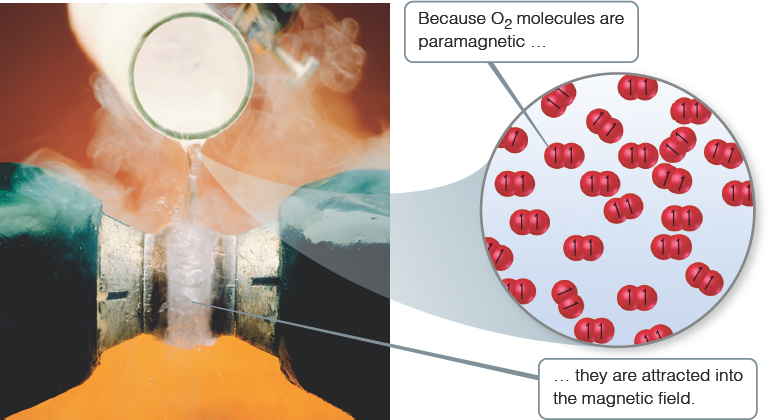 Because O₂ molecules are
paramagnetic …
… they are attracted into
the magnetic field.